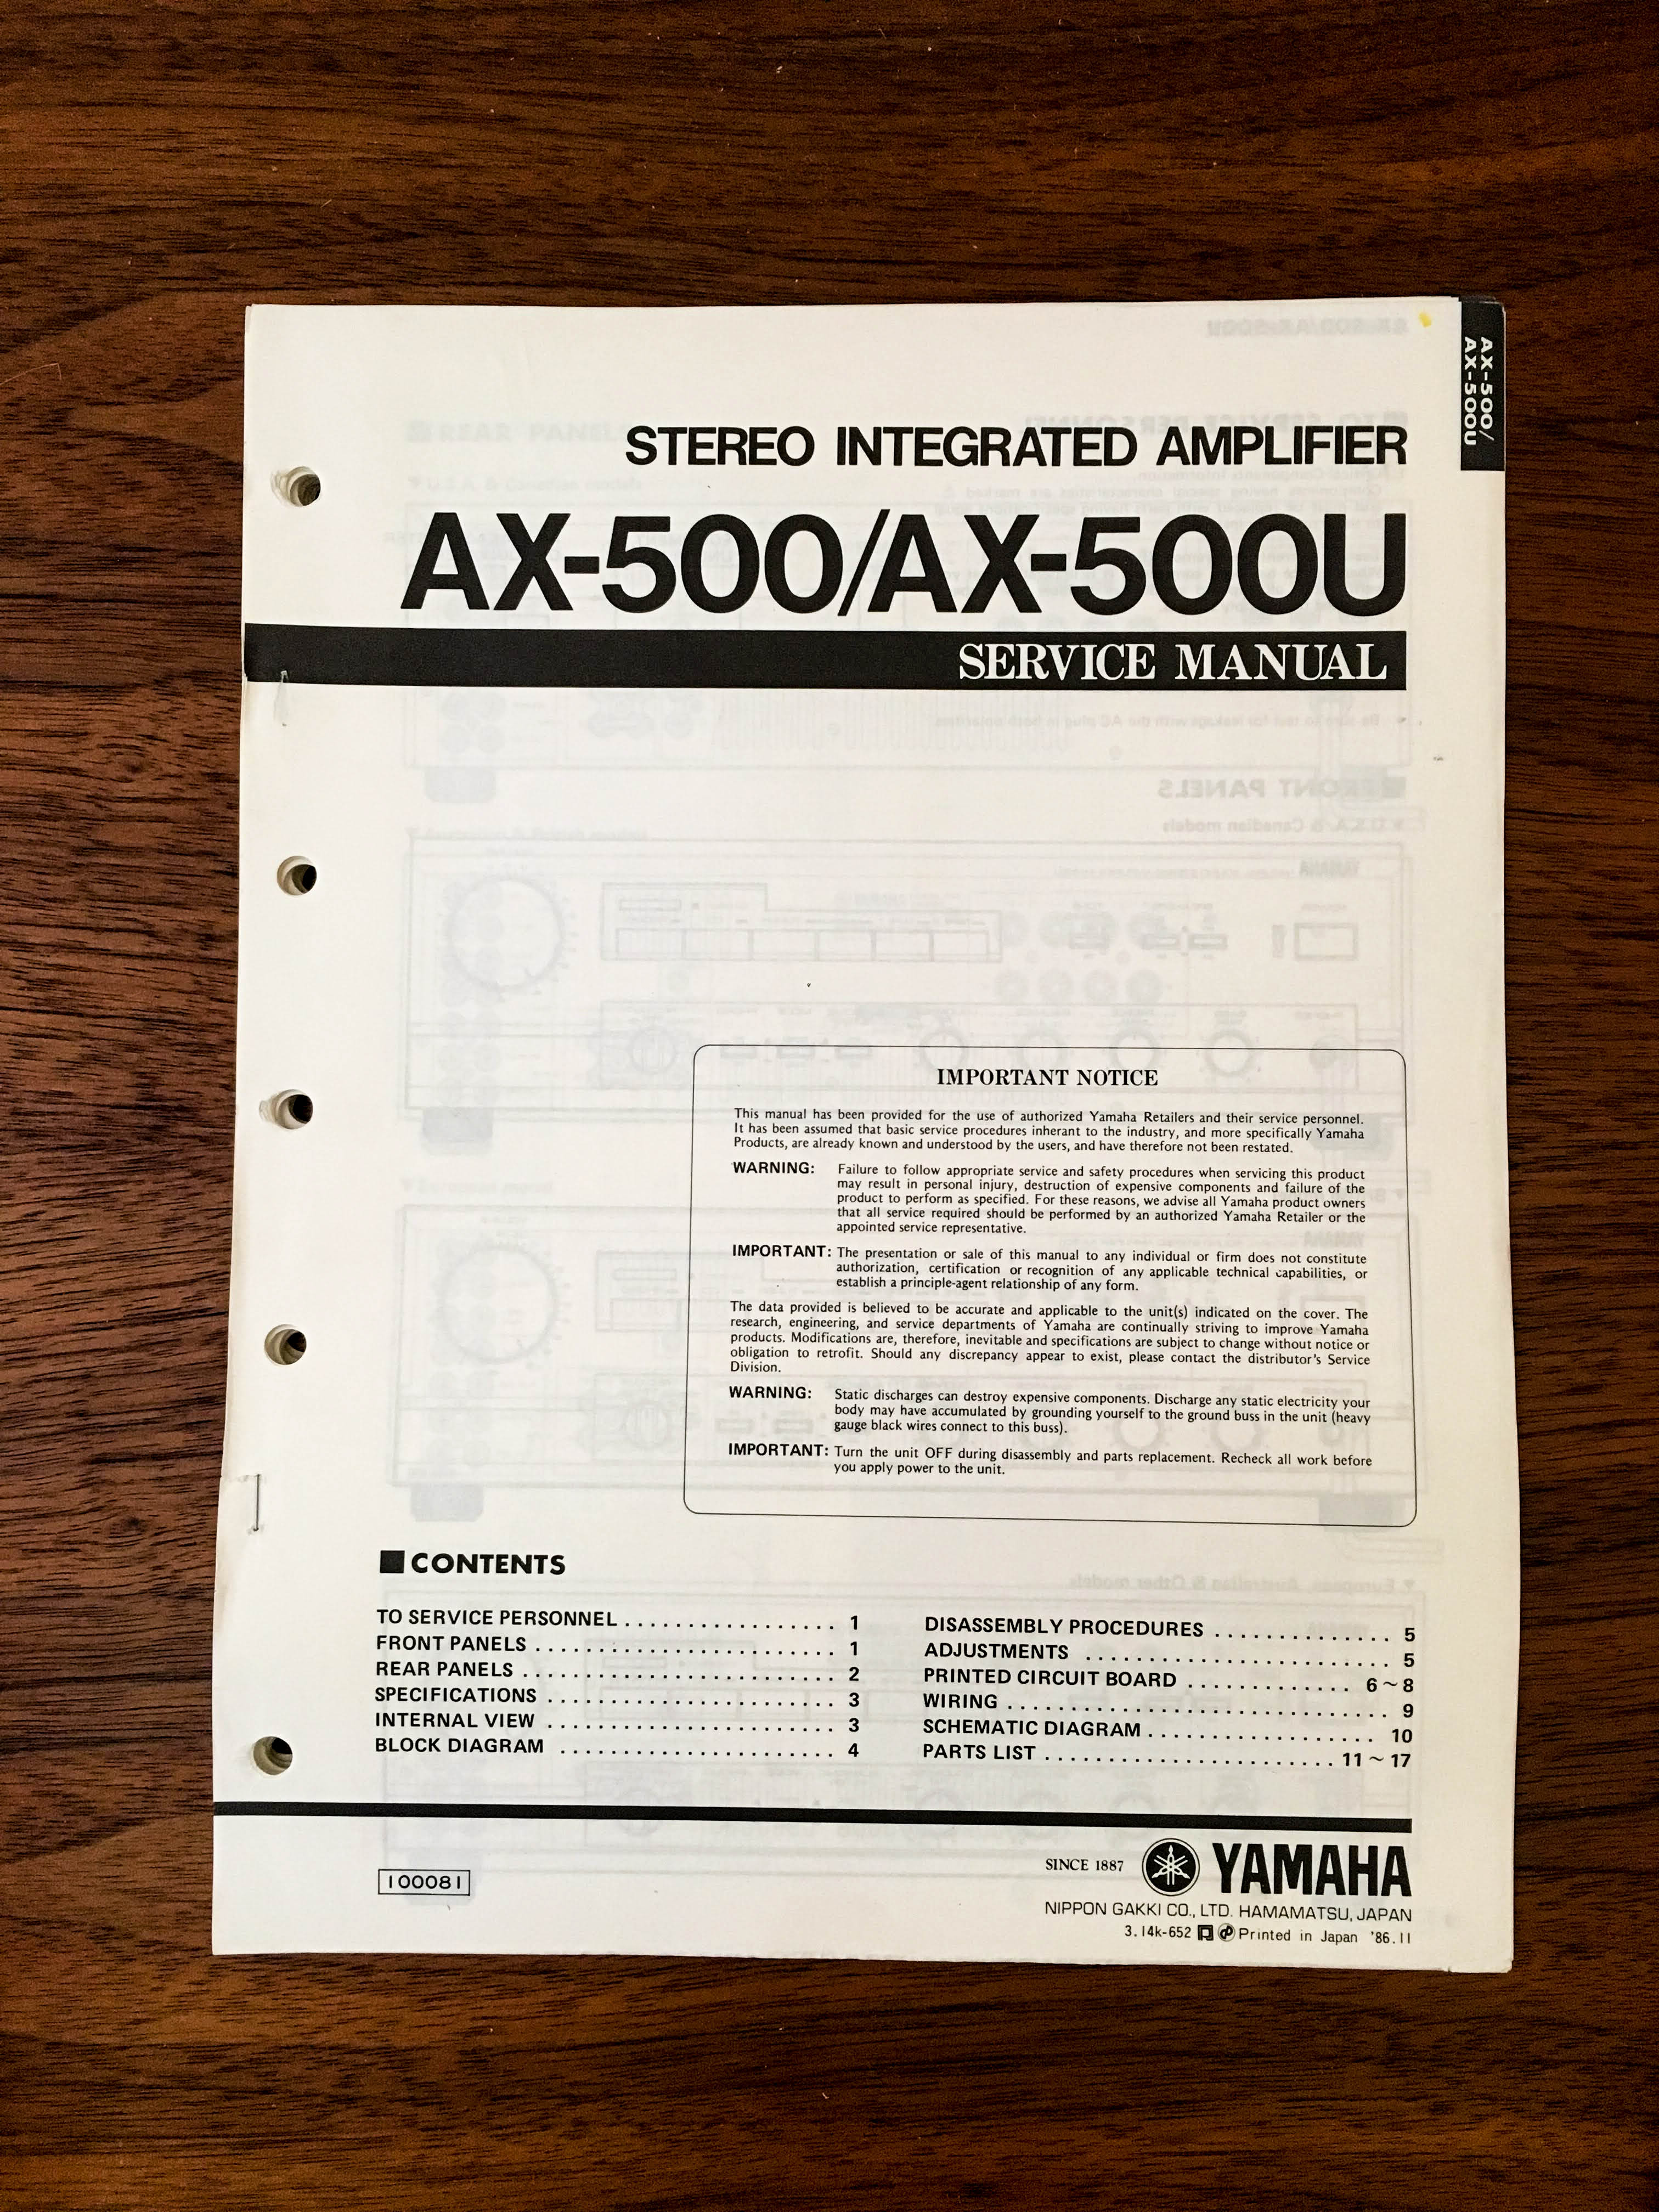 AX-500/
AX-500U
STEREO INTEGRATED AMPLIFIER
AX-500/AX-500U
SERVICE MANUAL
IMPORTANT NOTICE
This manual has been provided for the use of authorized Yamaha Retailers and their service personnel.
It has been assumed that basic service procedures inherant to the industry, and more specifically Yamaha
Products, are already known and understood by the users, and have therefore not been restated.
WARNING: Failure to follow appropriate service and safety procedures when servicing this product
may result in personal injury, destruction of expensive components and failure of the
product to perform as specified. For these reasons, we advise all Yamaha product owners
that all service required should be performed by an authorized Yamaha Retailer or the
appointed service representative.
IMPORTANT: The presentation or sale of this manual to any individual or firm does not constitute
authorization, certification or recognition of any applicable technical capabilities, or
establish a principle-agent relationship of any form.
The data provided is believed to be accurate and applicable to the unit(s) indicated on the cover. The
research, engineering, and service departments of Yamaha are continually striving to improve Yamaha
products. Modifications are, therefore, inevitable and specifications are subject to change without notice or
obligation to retrofit. Should any discrepancy appear to exist, please contact the distributor's Service
Division.
WARNING: Static discharges can destroy expensive components. Discharge any static electricity your
body may have accumulated by grounding yourself to the ground buss in the unit (heavy
gauge black wires connect to this buss).
IMPORTANT: Turn the unit OFF during disassembly and parts replacement. Recheck all work before
you apply power to the unit.
■ CONTENTS
TO SERVICE PERSONNEL . . . . . . . . . . . . . . . . . 1
FRONT PANELS . . . . . . . . . . . . . . . . . . . . . . . . 1
REAR PANELS . . . . . . . . . . . . . . . . . . . . . . . . . 2
SPECIFICATIONS . . . . . . . . . . . . . . . . . . . . . . . 3
INTERNAL VIEW . . . . . . . . . . . . . . . . . . . . . . . 3
BLOCK DIAGRAM . . . . . . . . . . . . . . . . . . . . . . 4
DISASSEMBLY PROCEDURES . . . . . . . . . . . . . . 5
ADJUSTMENTS . . . . . . . . . . . . . . . . . . . . . . . . 5
PRINTED CIRCUIT BOARD . . . . . . . . . . . . . 6~8
WIRING . . . . . . . . . . . . . . . . . . . . . . . . . . . . . . 9
SCHEMATIC DIAGRAM . . . . . . . . . . . . . . . . . . 10
PARTS LIST . . . . . . . . . . . . . . . . . . . . . . . 11~17
100081
SINCE 1887 YAMAHA
NIPPON GAKKI CO., LTD. HAMAMATSU, JAPAN
3.14k-652 Printed in Japan '86.11